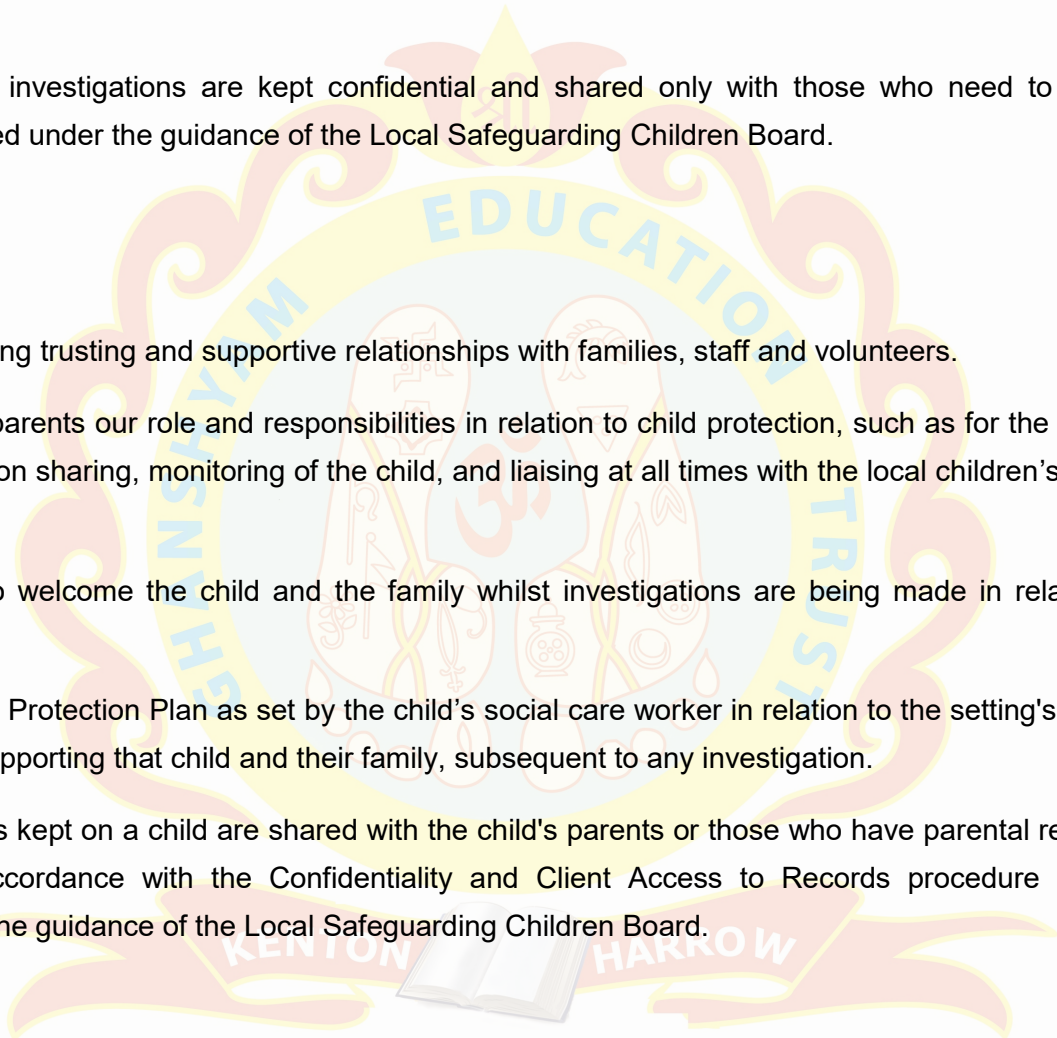 श्री
investigations are kept confidential and shared only with those who need to
ed under the guidance of the Local Safeguarding Children Board.
EDUCATION
GHANSHYAM
TRUST
ng trusting and supportive relationships with families, staff and volunteers.
parents our role and responsibilities in relation to child protection, such as for the
on sharing, monitoring of the child, and liaising at all times with the local children’s
ॐ
o welcome the child and the family whilst investigations are being made in rela
Protection Plan as set by the child’s social care worker in relation to the setting's
pporting that child and their family, subsequent to any investigation.
s kept on a child are shared with the child's parents or those who have parental re
ccordance with the Confidentiality and Client Access to Records procedure
he guidance of the Local Safeguarding Children Board.
KENTON HARROW